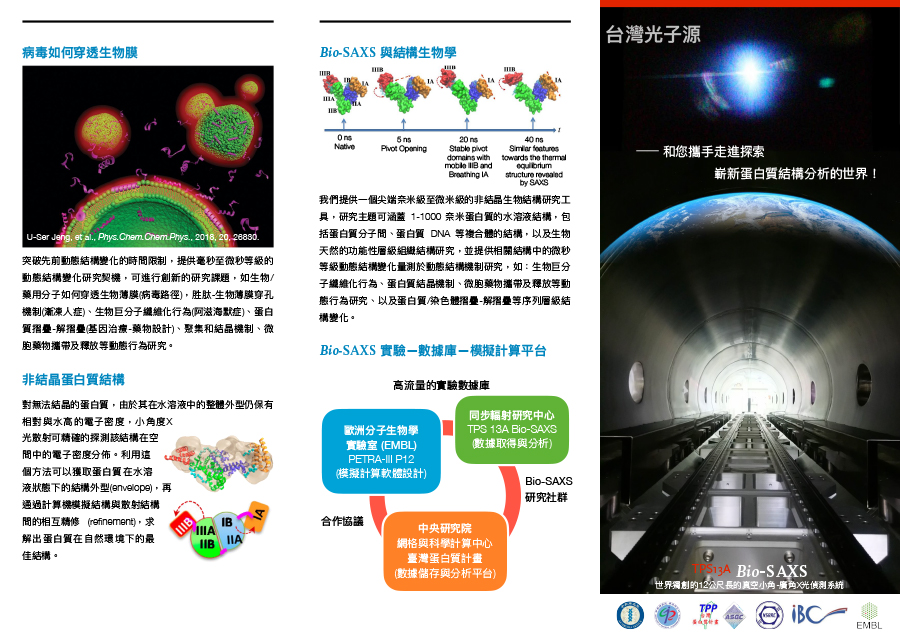 病毒如何穿透生物膜
U-Ser Jeng, et al., Phys.Chem.Chem.Phys., 2018, 20, 26830.
突破先前動態結構變化的時間限制，提供毫秒至微秒等級的
動態結構變化研究契機，可進行創新的研究課題，如生物/
藥用分子如何穿透生物薄膜(病毒路徑)，胜肽-生物薄膜穿孔
機制(漸凍人症)、生物巨分子纖維化行為(阿滋海默症)、蛋白
質摺疊-解摺疊(基因治療-藥物設計)、聚集和結晶機制、微
胞藥物攜帶及釋放等動態行為研究。
非結晶蛋白質結構
對無法結晶的蛋白質，由於其在水溶液中的整體外型仍保有
相對與水高的電子密度，小角度X
光散射可精確的探測該結構在空
間中的電子密度分佈。利用這
個方法可以獲取蛋白質在水溶
液狀態下的結構外型(envelope)，再
通過計算機模擬結構與散射結構
間的相互精修 (refinement)，求
解出蛋白質在自然環境下的最
佳結構。
IIIB
IIIA
IIB
IB
IIA
IA
Bio-SAXS 與結構生物學
IIIB
IB
IA
IIIA
IIA
IIB
IIIB
IA
IIIB
IA
IIIB
IA
t
0 ns
Native
5 ns
Pivot Opening
20 ns
Stable pivot
domains with
mobile IIIB and
Breathing IA
40 ns
Similar features
towards the thermal
equilibrium
structure revealed
by SAXS
我們提供一個尖端奈米級至微米級的非結晶生物結構研究工
具，研究主題可涵蓋 1-1000 奈米蛋白質的水溶液結構，包
括蛋白質分子間、蛋白質 DNA 等複合體的結構，以及生物
天然的功能性層級組織結構研究，並提供相關結構中的微秒
等級動態結構變化量測於動態結構機制研究，如：生物巨分
子纖維化行為、蛋白質結晶機制、微胞藥物攜帶及釋放等動
態行為研究、以及蛋白質/染色體摺疊-解摺疊等序列層級結
構變化。
Bio-SAXS 實驗－數據庫－模擬計算平台
高流量的實驗數據庫
歐洲分子生物學
實驗室 (EMBL)
PETRA-III P12
(模擬計算軟體設計)
同步輻射研究中心
TPS 13A Bio-SAXS
(數據取得與分析)
Bio-SAXS
研究社群
合作協議
中央研究院
網格與科學計算中心
臺灣蛋白質計畫
(數據儲存與分析平台)
台灣光子源
── 和您攜手走進探索
嶄新蛋白質結構分析的世界！
TPS13A Bio-SAXS
世界獨創的12公尺長的真空小角-廣角X光偵測系統
TPP
ASGC
NSRRC
iBC
EMBL